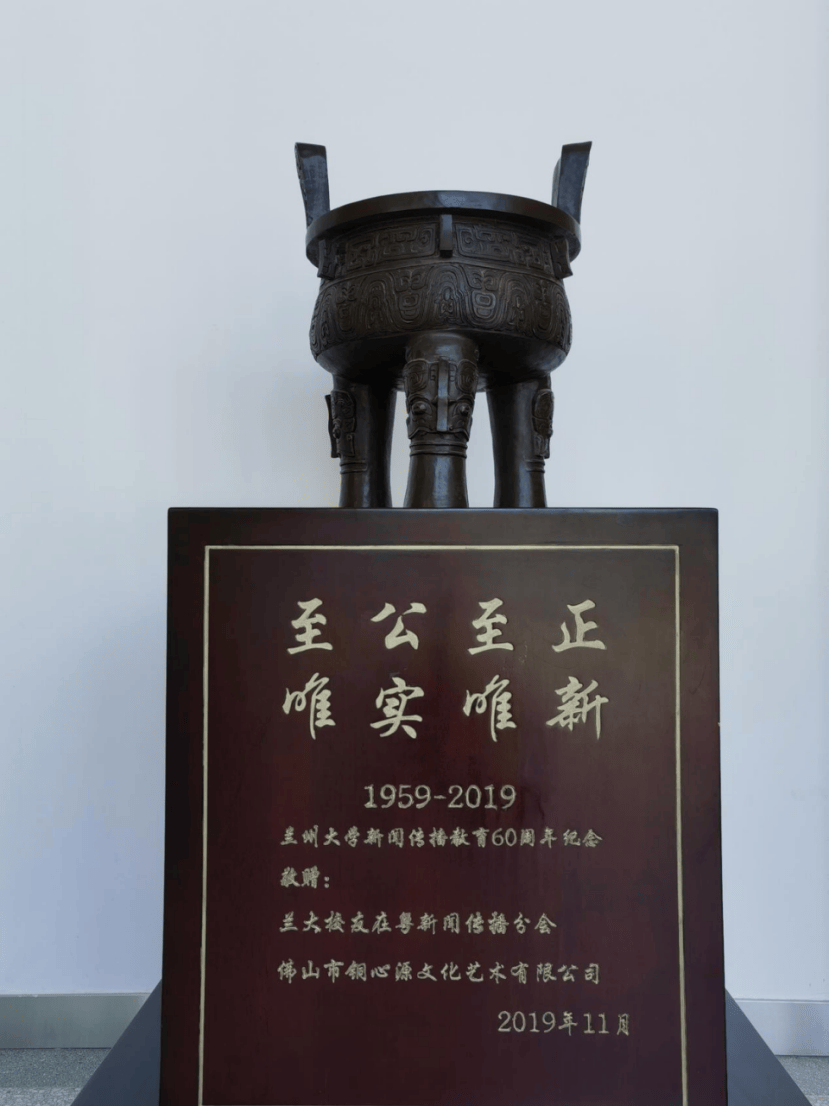 至公至正
唯实唯新
1959-2019
兰州大学新闻传播教育60周年纪念
敬赠：
兰大校友在粤新闻传播分会
佛山市铜心源文化艺术有限公司
2019年11月